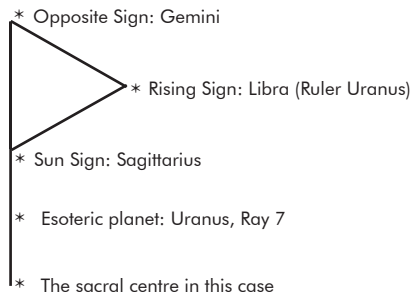 * Opposite Sign: Gemini
* Rising Sign: Libra (Ruler Uranus)
* Sun Sign: Sagittarius
* Esoteric planet: Uranus, Ray 7
* The sacral centre in this case